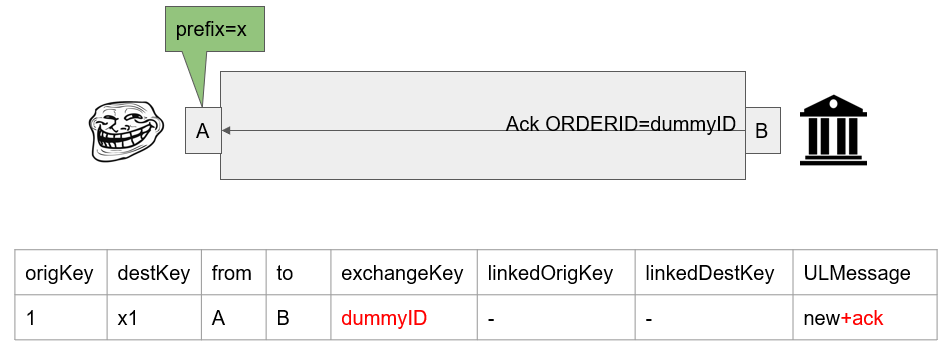 prefix=x
A
Ack ORDERID=dummyID
B
origKey destKey from to exchangeKey linkedOrigKey linkedDestKey ULMessage
1 x1 A B dummyID - - new+ack